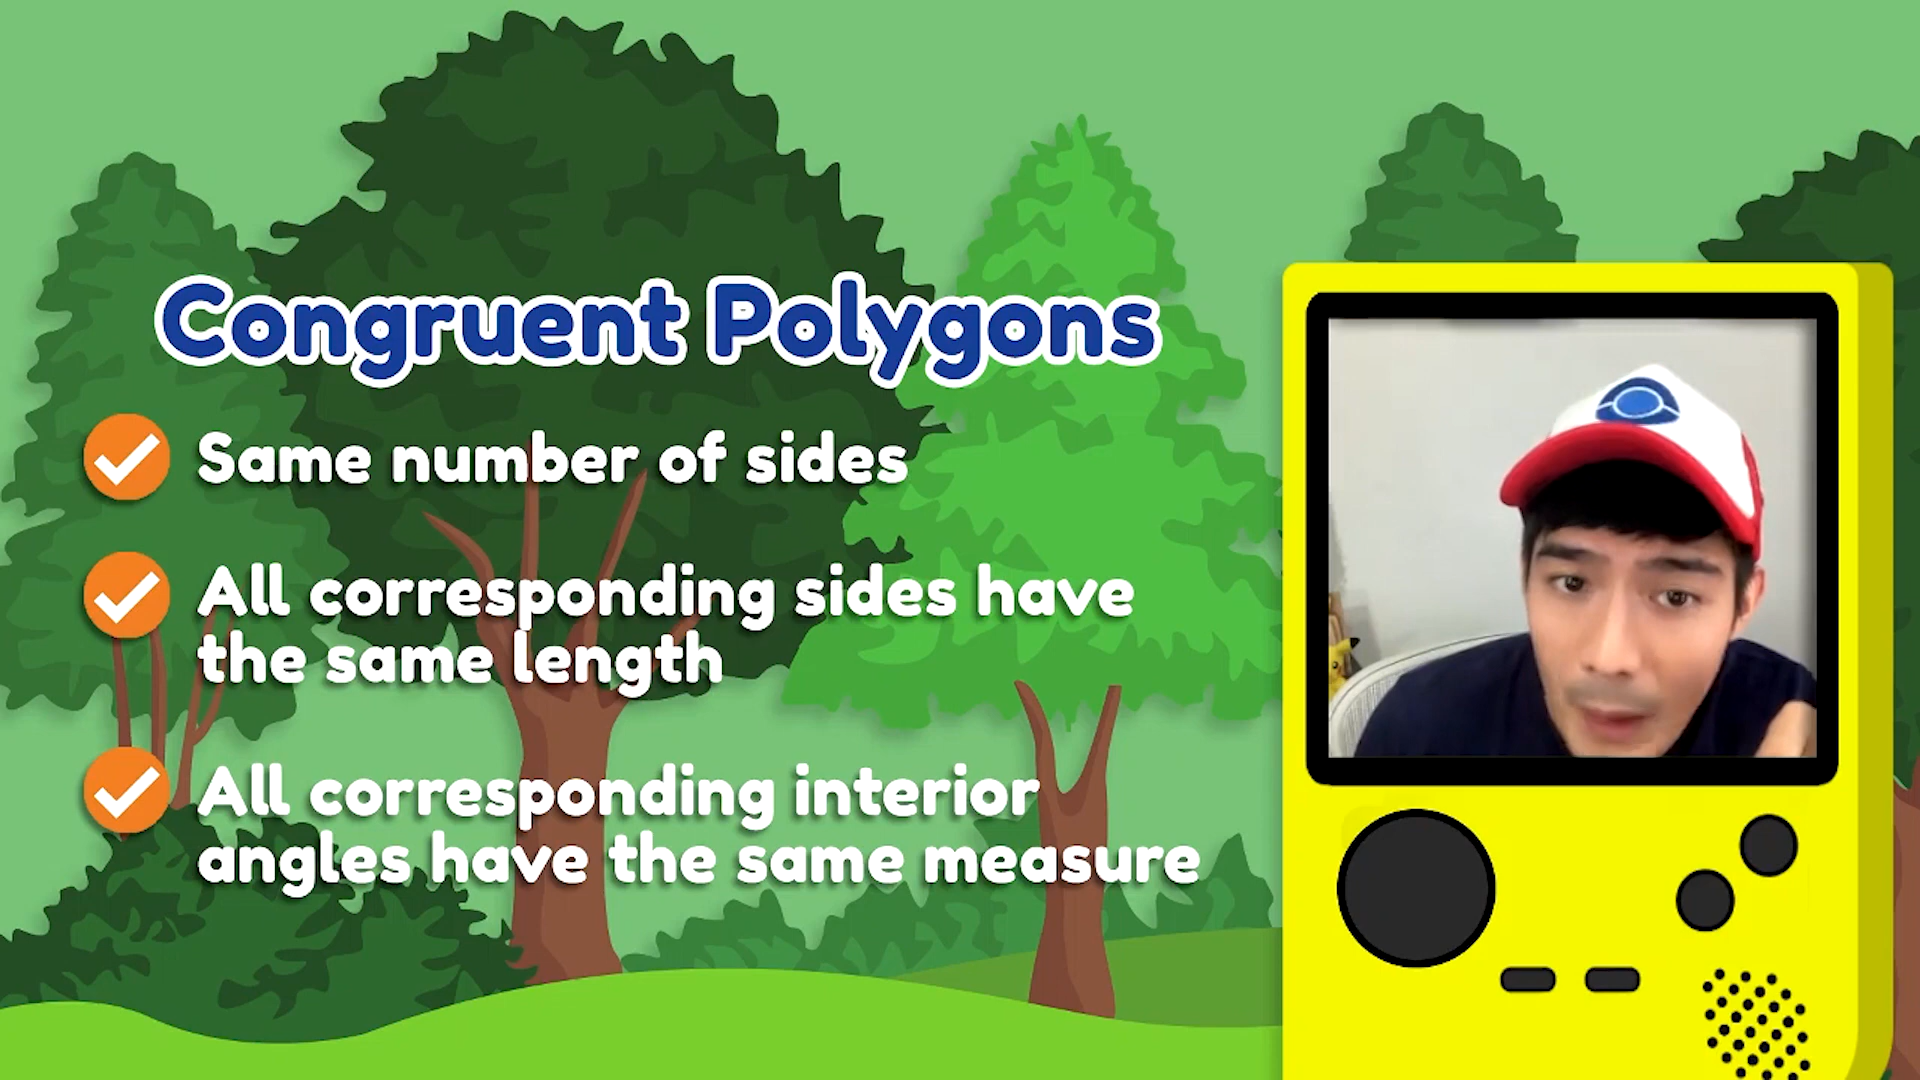 Congruent Polygons
Same number of sides
All corresponding sides have
the same length
All corresponding interior
angles have the same measure